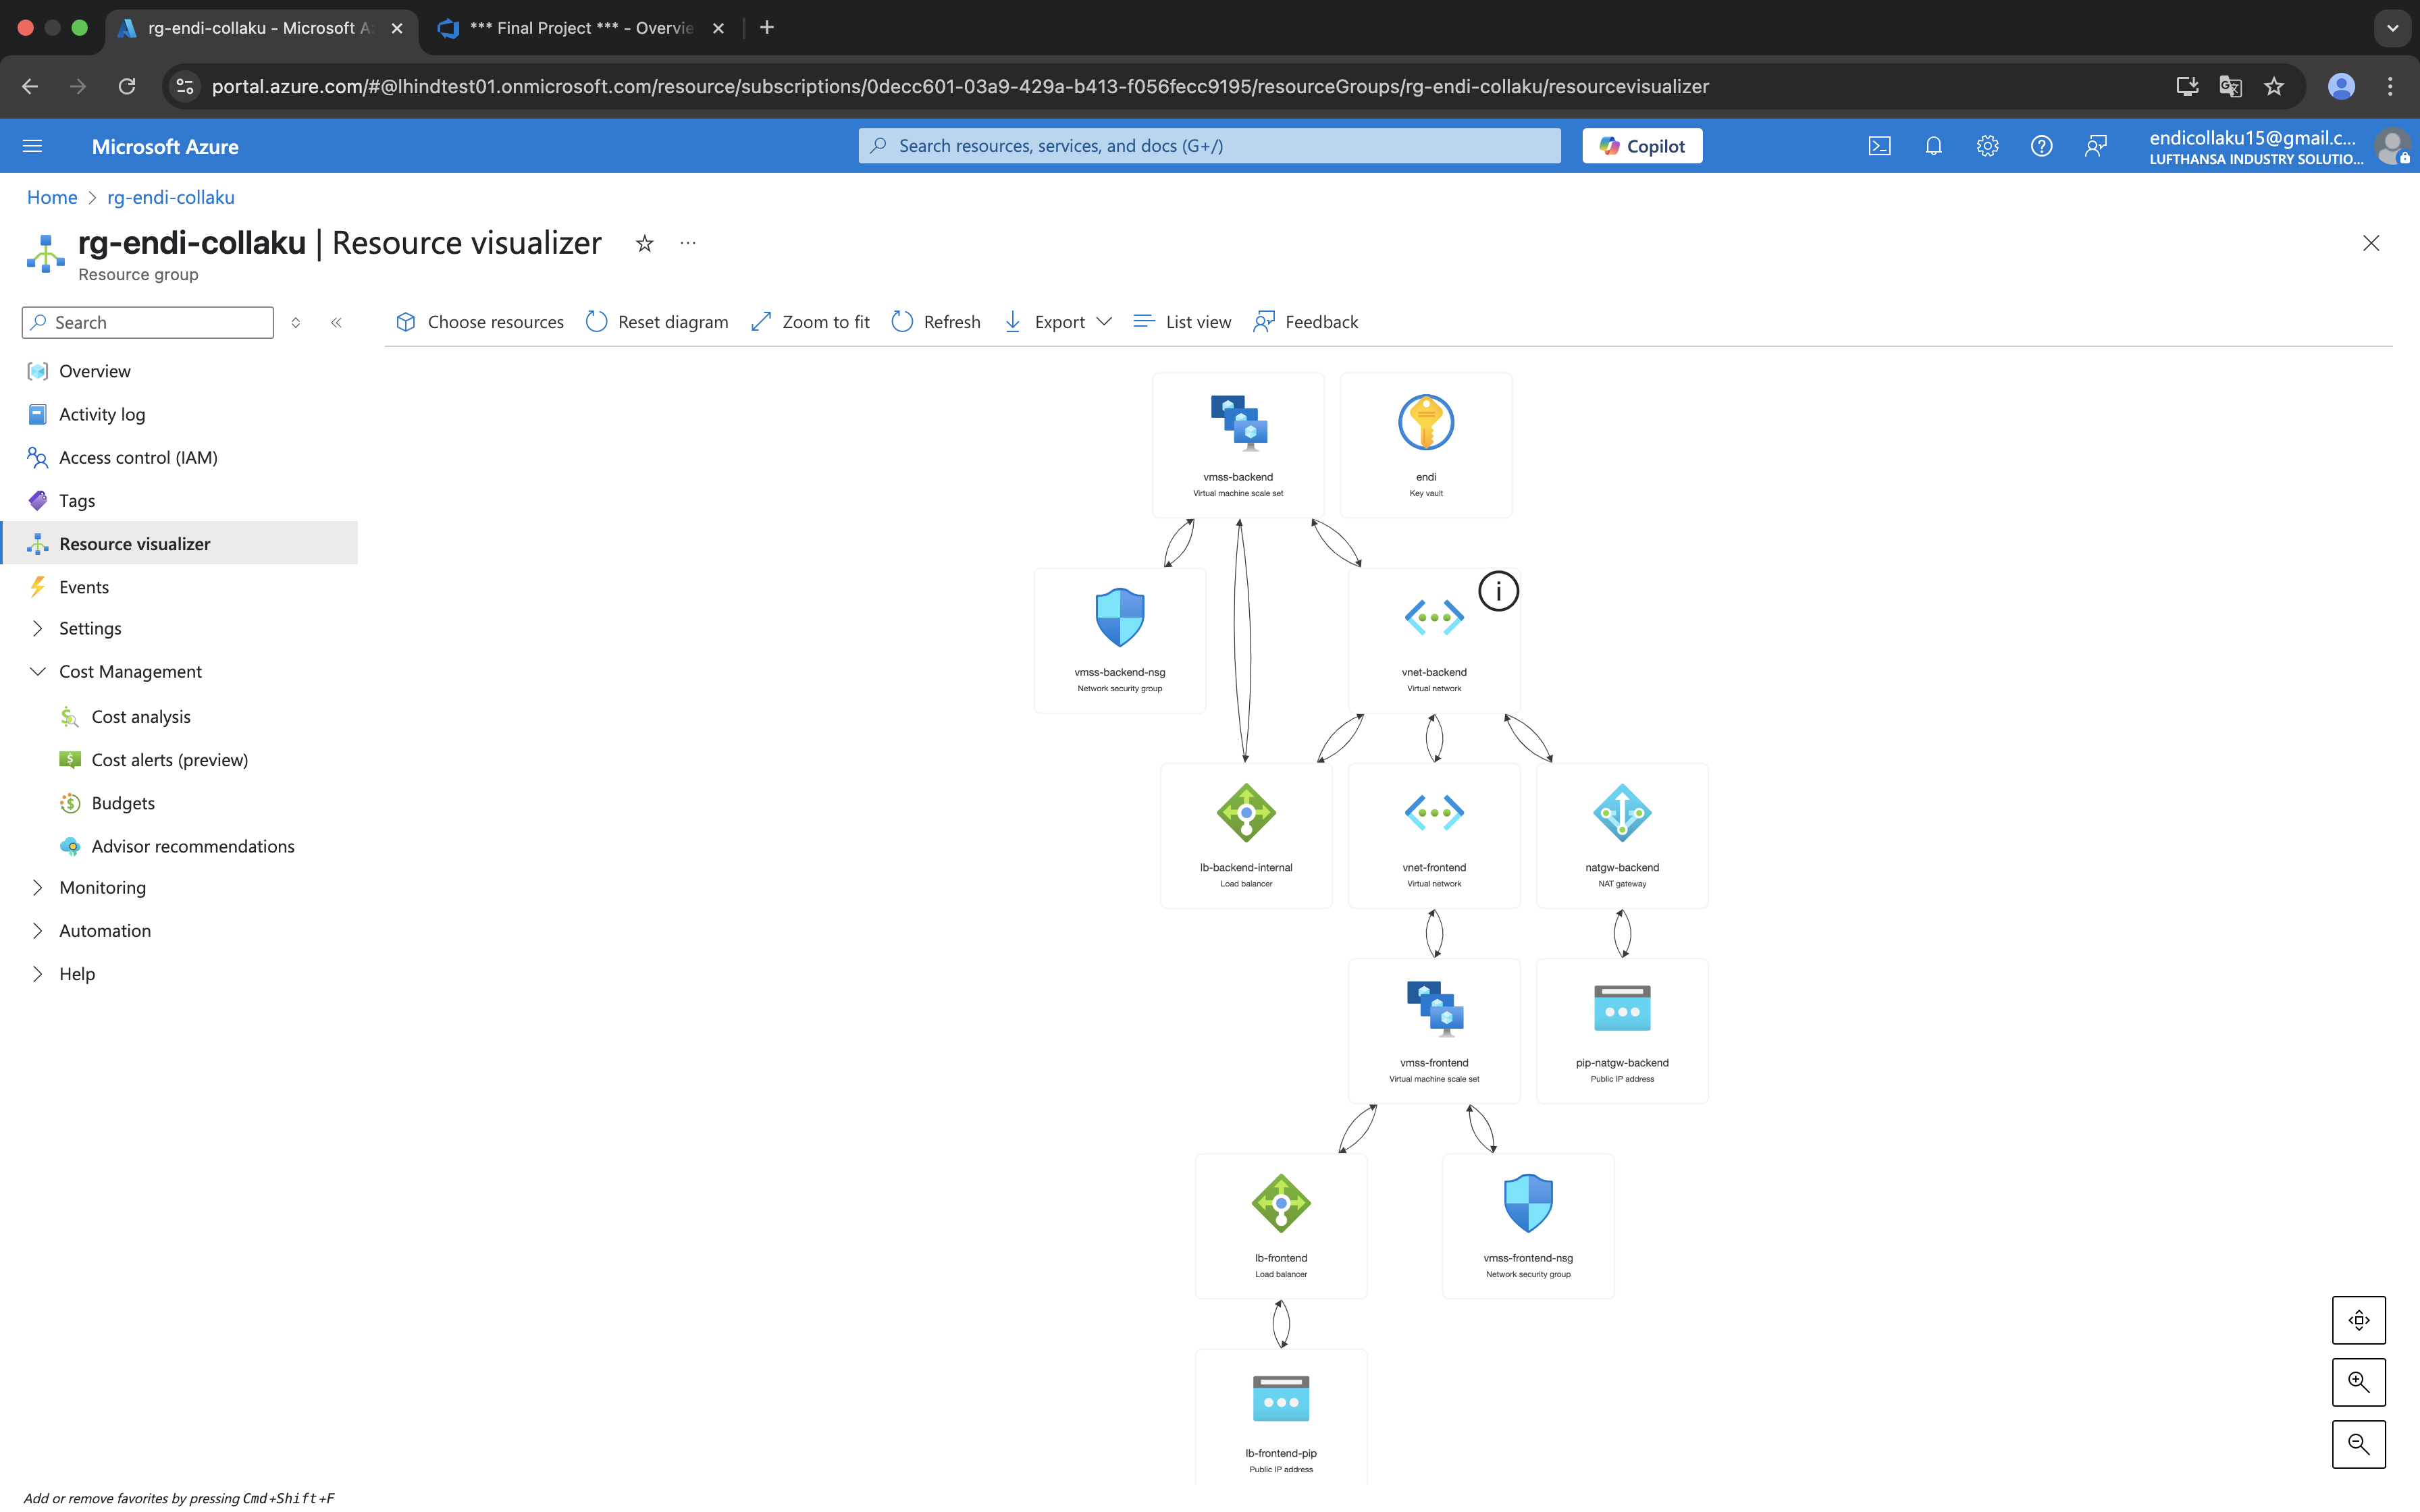 rg-endi-collaku - Microsoft A
*** Final Project *** - Overvie
portal.azure.com/#@lhindtest01.onmicrosoft.com/resource/subscriptions/0decc601-03a9-429a-b413-f056fecc9195/resourceGroups/rg-endi-collaku/resourcevisualizer
Microsoft Azure
Search resources, services, and docs (G+/)
Copilot
endicollaku15@gmail.c...
LUFTHANSA INDUSTRY SOLUTIO...
Home > rg-endi-collaku
rg-endi-collaku | Resource visualizer
Resource group
Search
Choose resources
Reset diagram
Zoom to fit
Refresh
Export
List view
Feedback
Overview
Activity log
Access control (IAM)
Tags
Resource visualizer
Events
Settings
Cost Management
Cost analysis
Cost alerts (preview)
Budgets
Advisor recommendations
Monitoring
Automation
Help
vmss-backend
Virtual machine scale set
endi
Key vault
vmss-backend-nsg
Network security group
vnet-backend
Virtual network
lb-backend-internal
Load balancer
vnet-frontend
Virtual network
natgw-backend
NAT gateway
vmss-frontend
Virtual machine scale set
pip-natgw-backend
Public IP address
lb-frontend
Load balancer
vmss-frontend-nsg
Network security group
lb-frontend-pip
Public IP address
Add or remove favorites by pressing Cmd+Shift+F